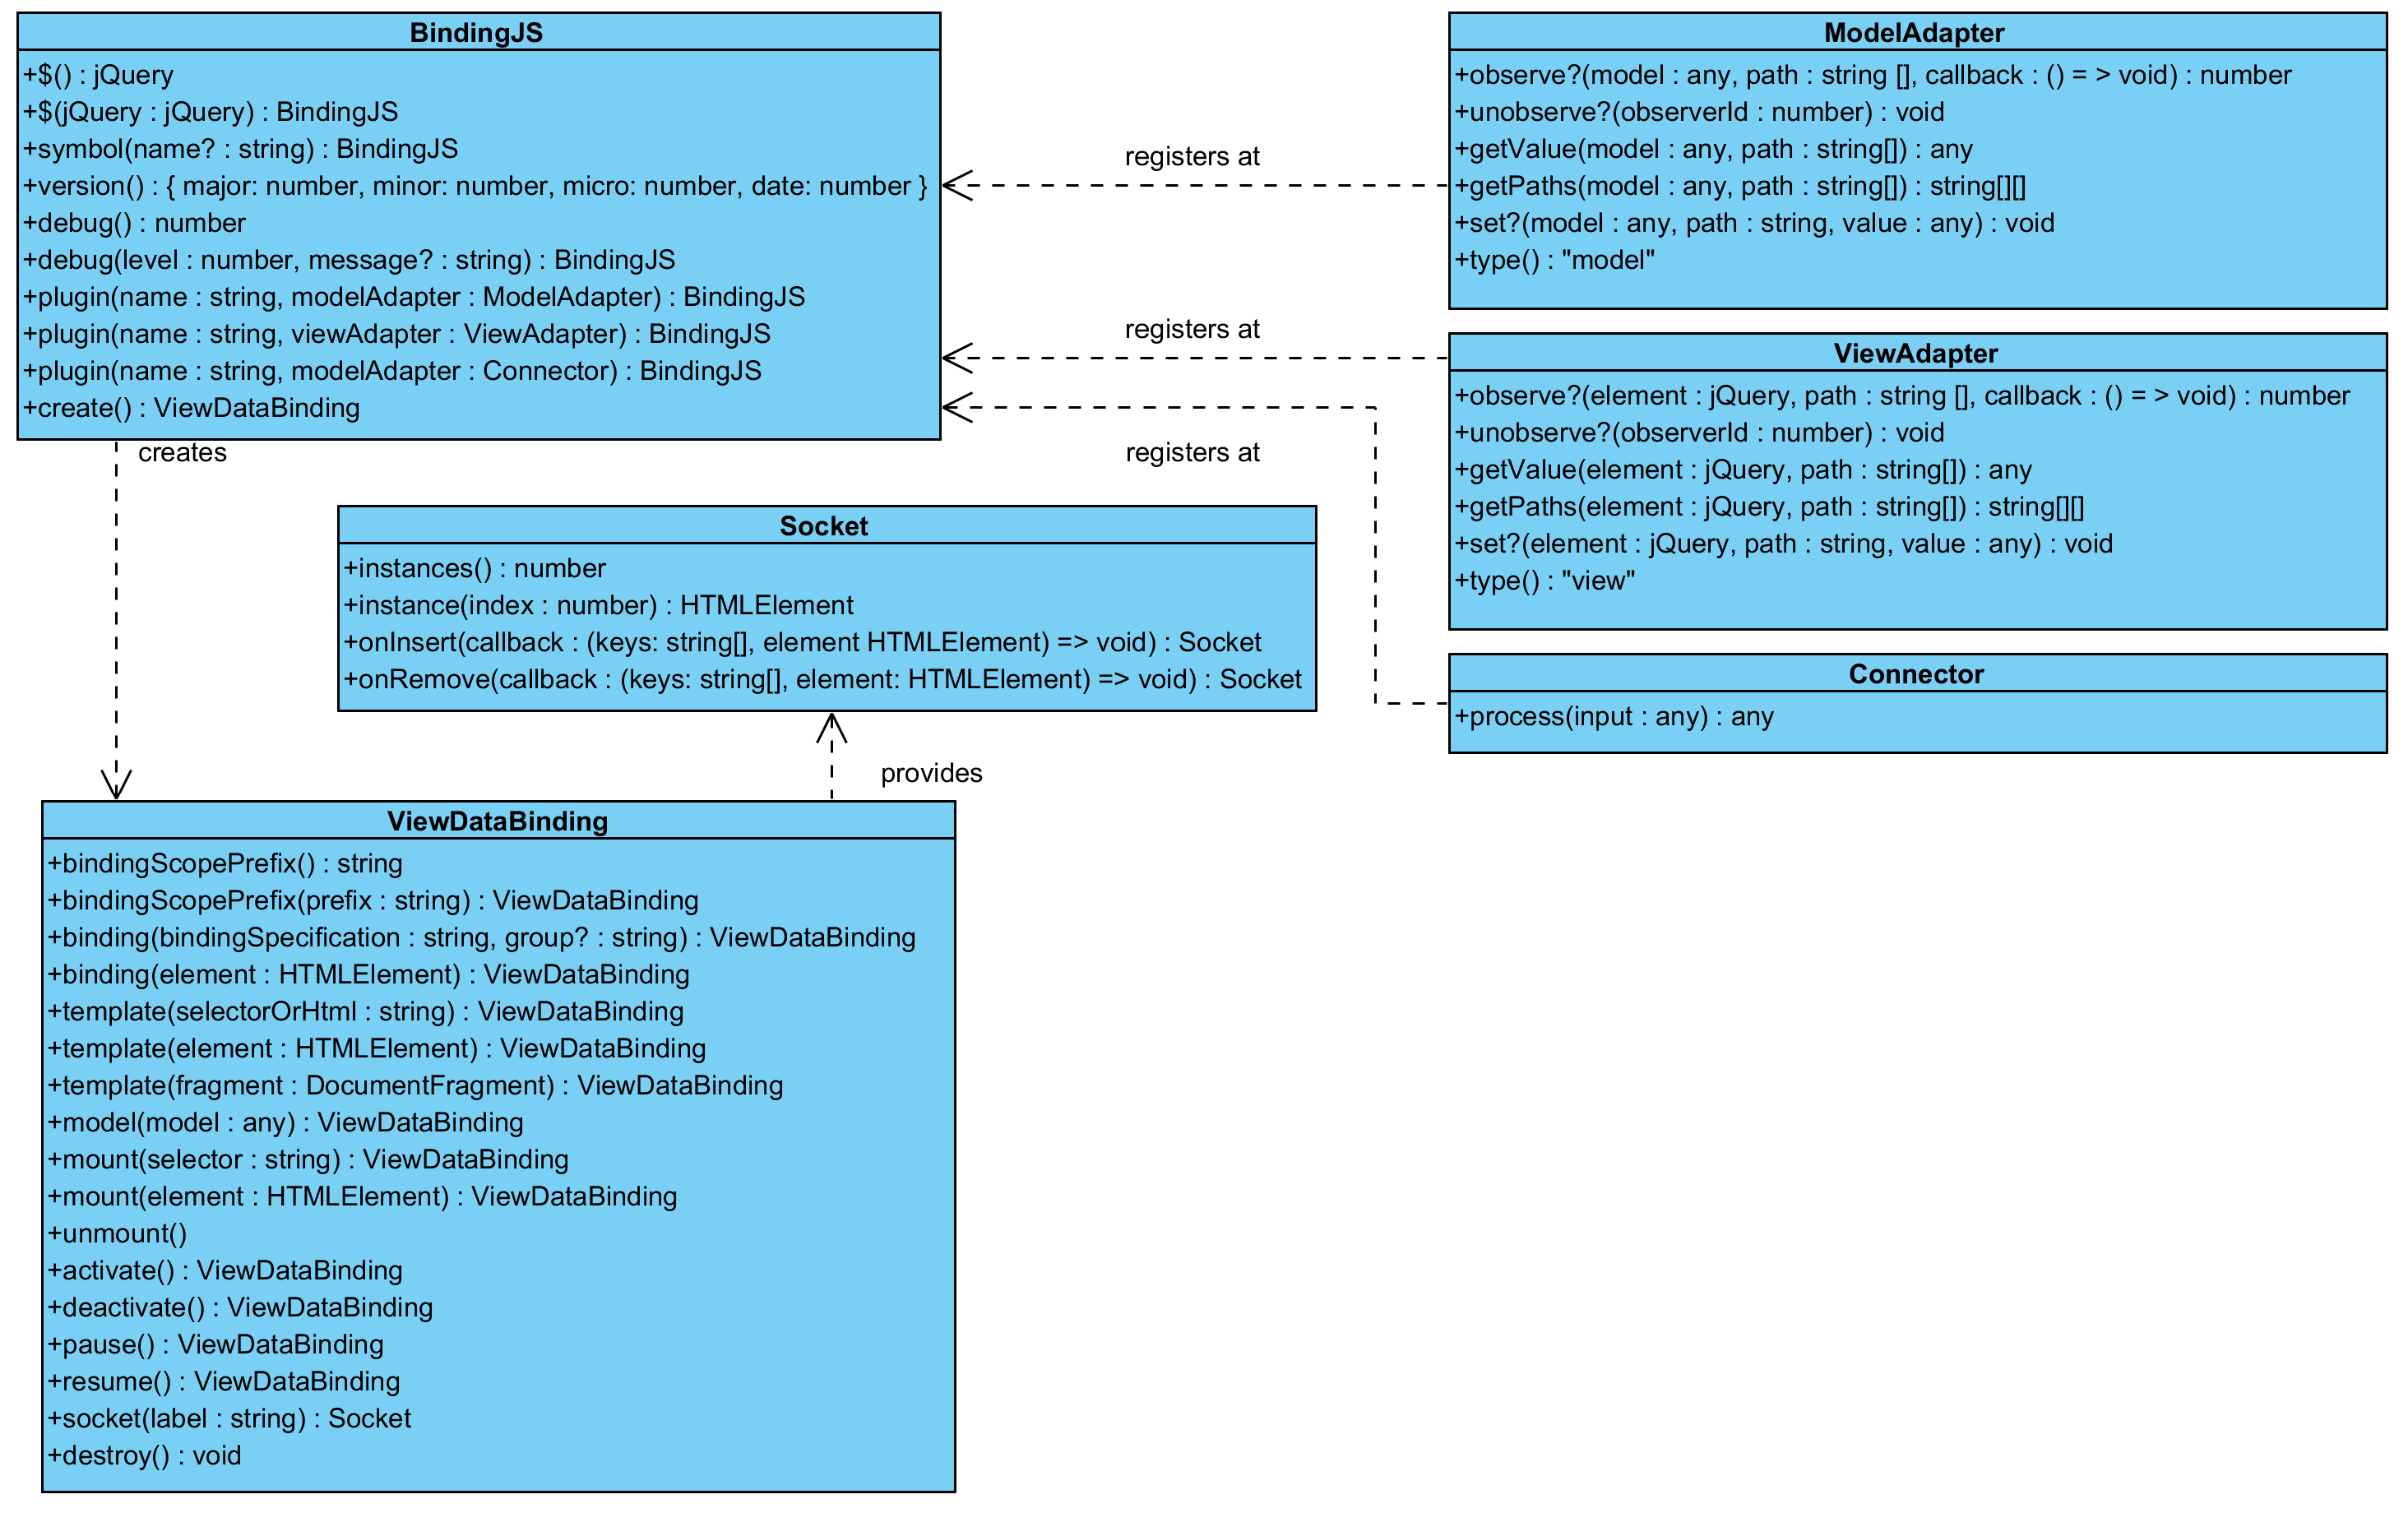 BindingJS
+$() : jQuery
+$(jQuery : jQuery) : BindingJS
+symbol(name? : string) : BindingJS
+version() : { major: number, minor: number, micro: number, date: number }
+debug() : number
+debug(level : number, message? : string) : BindingJS
+plugin(name : string, modelAdapter : ModelAdapter) : BindingJS
+plugin(name : string, viewAdapter : ViewAdapter) : BindingJS
+plugin(name : string, modelAdapter : Connector) : BindingJS
+create() : ViewDataBinding
registers at
registers at
registers at
ModelAdapter
+observe?(model : any, path : string [], callback : () = > void) : number
+unobserve?(observerId : number) : void
+getValue(model : any, path : string[]) : any
+getPaths(model : any, path : string[]) : string[][]
+set?(model : any, path : string, value : any) : void
+type() : "model"
ViewAdapter
+observe?(element : jQuery, path : string [], callback : () = > void) : number
+unobserve?(observerId : number) : void
+getValue(element : jQuery, path : string[]) : any
+getPaths(element : jQuery, path : string[]) : string[][]
+set?(element : jQuery, path : string, value : any) : void
+type() : "view"
Connector
+process(input : any) : any
creates
Socket
+instances() : number
+instance(index : number) : HTMLElement
+onInsert(callback : (keys: string[], element HTMLElement) => void) : Socket
+onRemove(callback : (keys: string[], element: HTMLElement) => void) : Socket
provides
ViewDataBinding
+bindingScopePrefix() : string
+bindingScopePrefix(prefix : string) : ViewDataBinding
+binding(bindingSpecification : string, group? : string) : ViewDataBinding
+binding(element : HTMLElement) : ViewDataBinding
+template(selectorOrHtml : string) : ViewDataBinding
+template(element : HTMLElement) : ViewDataBinding
+template(fragment : DocumentFragment) : ViewDataBinding
+model(model : any) : ViewDataBinding
+mount(selector : string) : ViewDataBinding
+mount(element : HTMLElement) : ViewDataBinding
+unmount()
+activate() : ViewDataBinding
+deactivate() : ViewDataBinding
+pause() : ViewDataBinding
+resume() : ViewDataBinding
+socket(label : string) : Socket
+destroy() : void